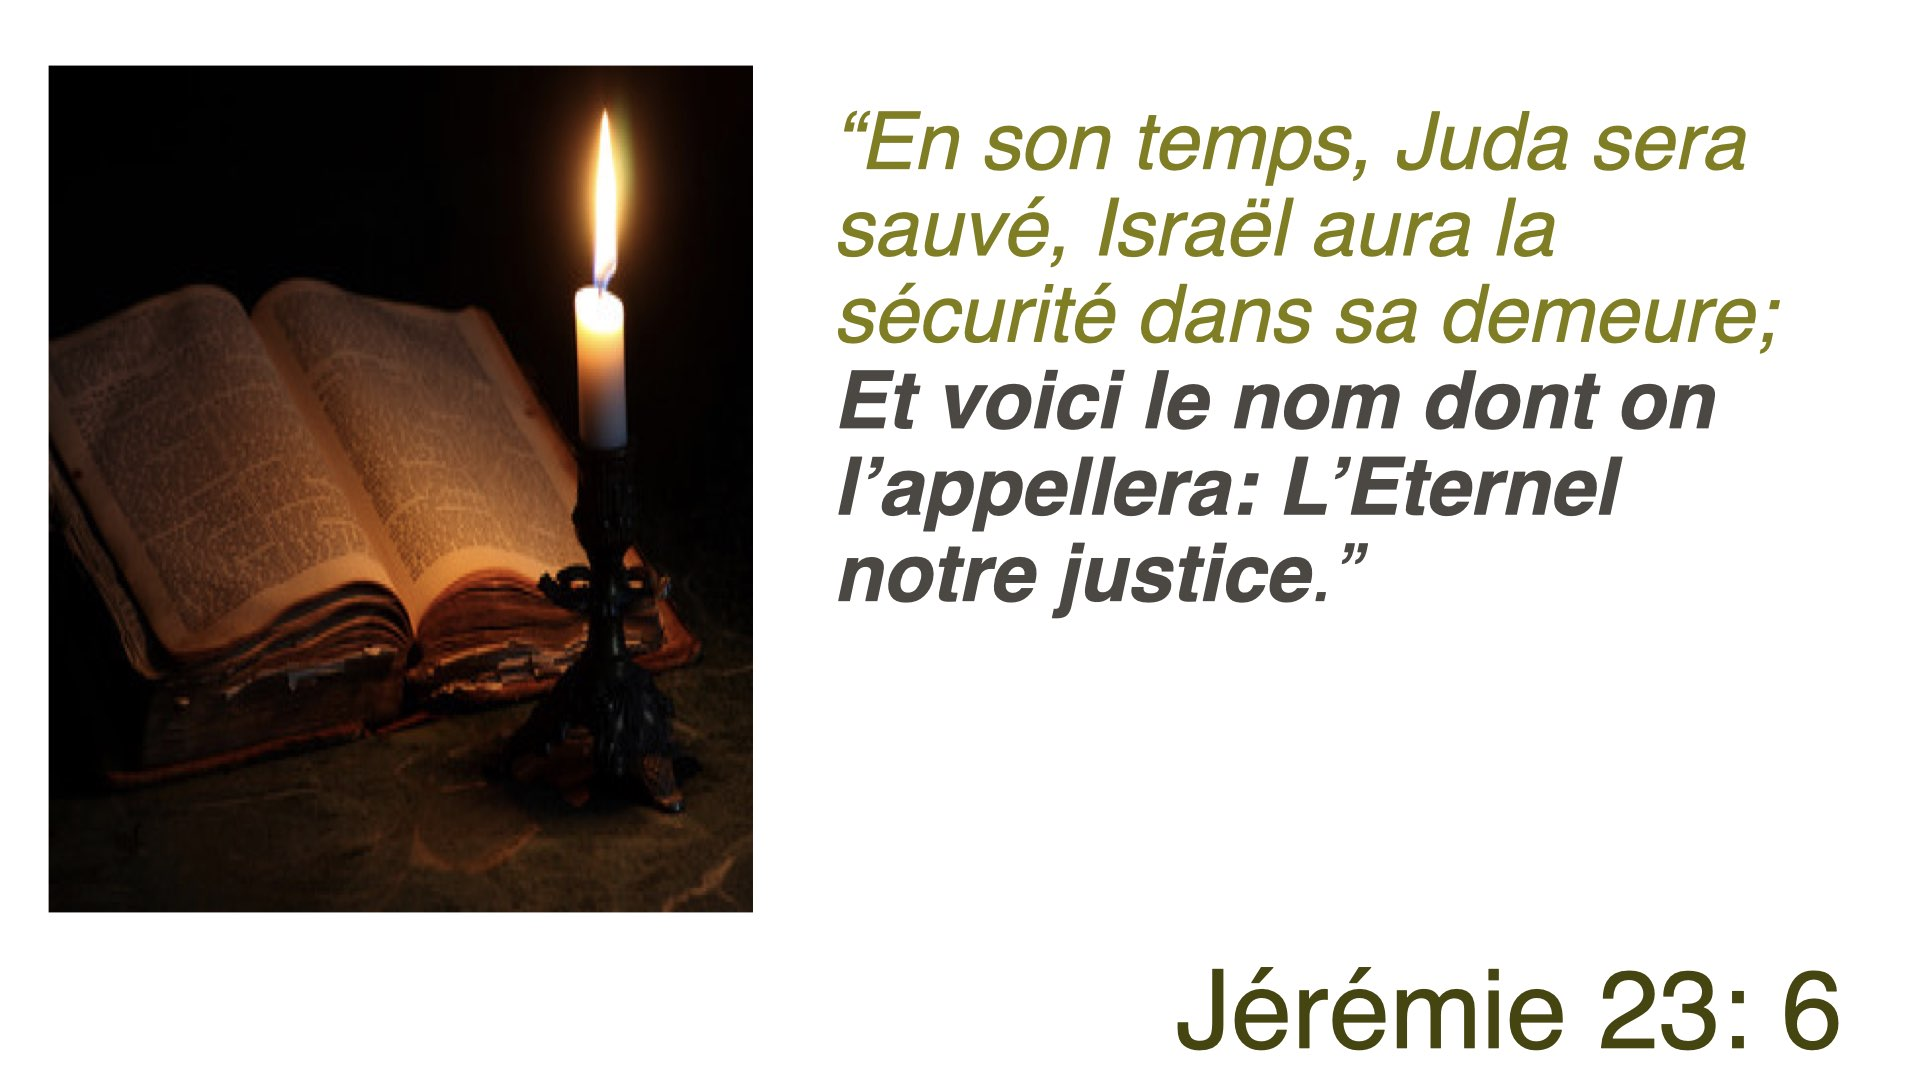 “En son temps, Juda sera
sauvé, Israël aura la
sécurité dans sa demeure;
Et voici le nom dont on
l’appellera: L’Eternel
notre justice.”
Jérémie 23: 6